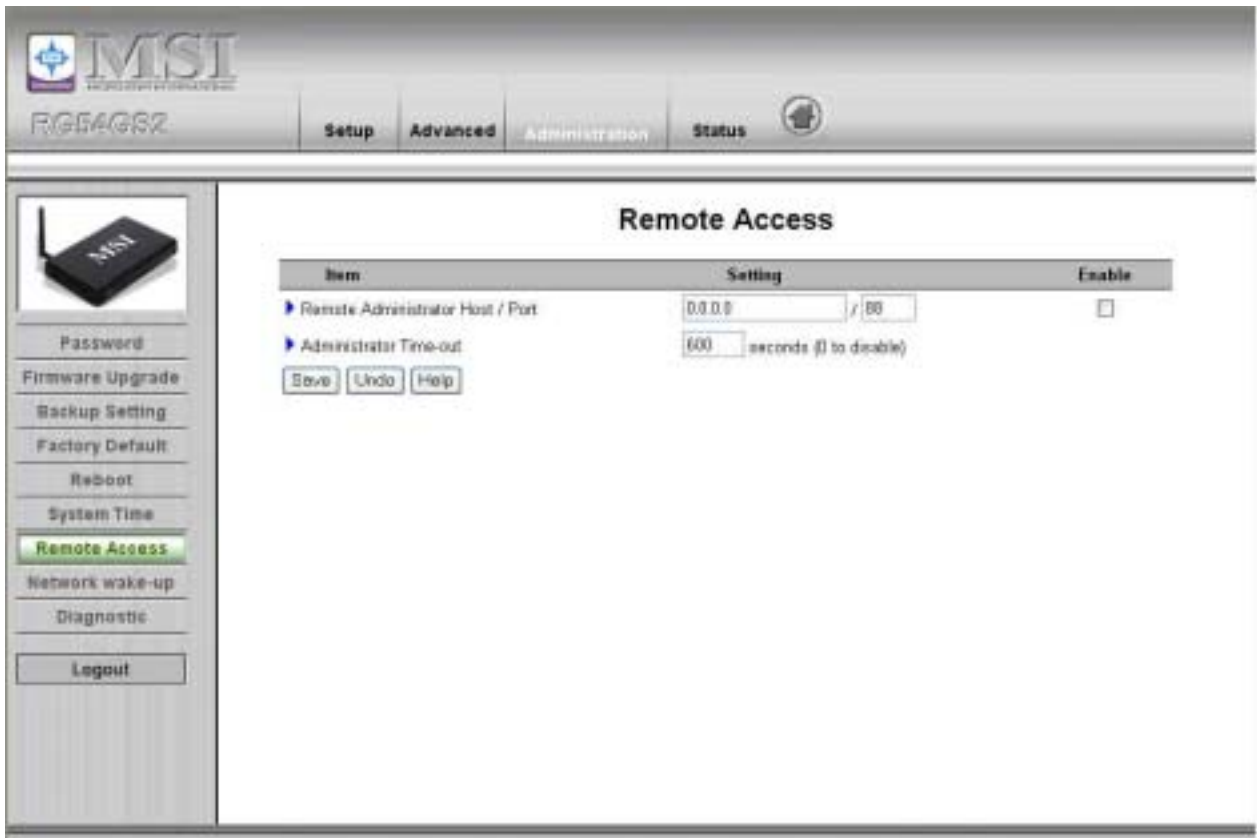 MSI
RG54GS2
Setup
Advanced
Administration
Status
MSI
Password
Firmware Upgrade
Backup Setting
Factory Default
Reboot
System Time
Remote Access
Network wake-up
Diagnostic
Logout
Remote Access
Item Setting Enable
Remote Administrator Host / Port 0.0.0.0 / 88
Administrator Time-out 600 seconds (0 to disable)
Save Undo Help